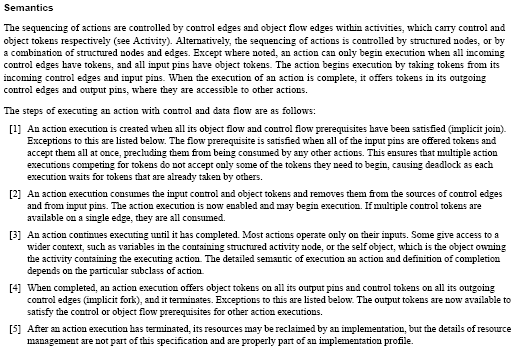 Semantics
The sequencing of actions are controlled by control edges and object flow edges within activities, which carry control and
object tokens respectively (see Activity). Alternatively, the sequencing of actions is controlled by structured nodes, or by
a combination of structured nodes and edges. Except where noted, an action can only begin execution when all incoming
control edges have tokens, and all input pins have object tokens. The action begins execution by taking tokens from its
incoming control edges and input pins. When the execution of an action is complete, it offers tokens in its outgoing
control edges and output pins, where they are accessible to other actions.
The steps of executing an action with control and data flow are as follows:
[1] An action execution is created when all its object flow and control flow prerequisites have been satisfied (implicit join).
Exceptions to this are listed below. The flow prerequisite is satisfied when all of the input pins are offered tokens and
accept them all at once, precluding them from being consumed by any other actions. This ensures that multiple action
executions competing for tokens do not accept only some of the tokens they need to begin, causing deadlock as each
execution waits for tokens that are already taken by others.
[2] An action execution consumes the input control and object tokens and removes them from the sources of control edges
and from input pins. The action execution is now enabled and may begin execution. If multiple control tokens are
available on a single edge, they are all consumed.
[3] An action continues executing until it has completed. Most actions operate only on their inputs. Some give access to a
wider context, such as variables in the containing structured activity node, or the self object, which is the object owning
the activity containing the executing action. The detailed semantic of execution an action and definition of completion
depends on the particular subclass of action.
[4] When completed, an action execution offers object tokens on all its output pins and control tokens on all its outgoing
control edges (implicit fork), and it terminates. Exceptions to this are listed below. The output tokens are now available to
satisfy the control or object flow prerequisites for other action executions.
[5] After an action execution has terminated, its resources may be reclaimed by an implementation, but the details of resource
management are not part of this specification and are properly part of an implementation profile.